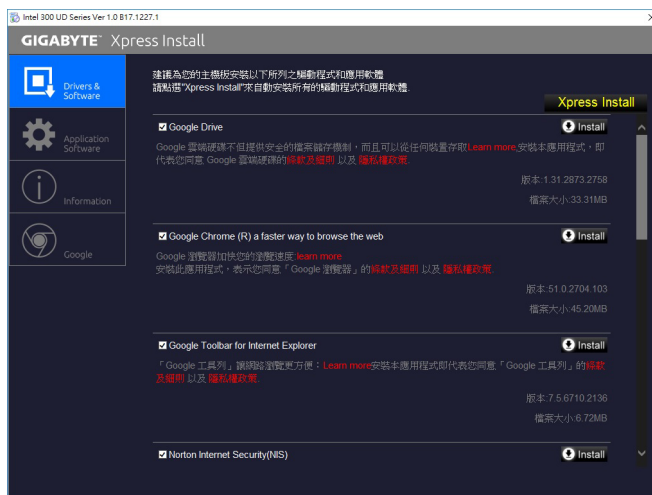 Intel 300 UD Series Ver 1.0 B17.1227.1
GIGABYTE™ Xpress Install
Drivers & Software
Application Software
Information
Google
建議為您的主機板安裝以下所列之驅動程式和應用軟體
請點選"Xpress Install"來自動安裝所有的驅動程式和應用軟體.
Xpress Install
Google Drive
Install
Google 雲端硬碟不但提供安全的檔案儲存機制，而且可以從任何裝置存取Learn more,安裝本應用程式，即
代表您同意 Google 雲端硬碟的條款及細則 以及 隱私權政策.
版本:1.31.2873.2758
檔案大小:33.31MB
Google Chrome (R) a faster way to browse the web
Install
Google 瀏覽器加快您的瀏覽速度:learn more
安裝此應用程式，表示您同意「Google 瀏覽器」的條款及細則 以及 隱私權政策.
版本:51.0.2704.103
檔案大小:45.20MB
Google Toolbar for Internet Explorer
Install
「Google 工具列」讓網路瀏覽更方便：Learn more安裝本應用程式即代表您同意「Google 工具列」的條款
及細則 以及 隱私權政策.
版本:7.5.6710.2136
檔案大小:6.72MB
Norton Internet Security(NIS)
Install